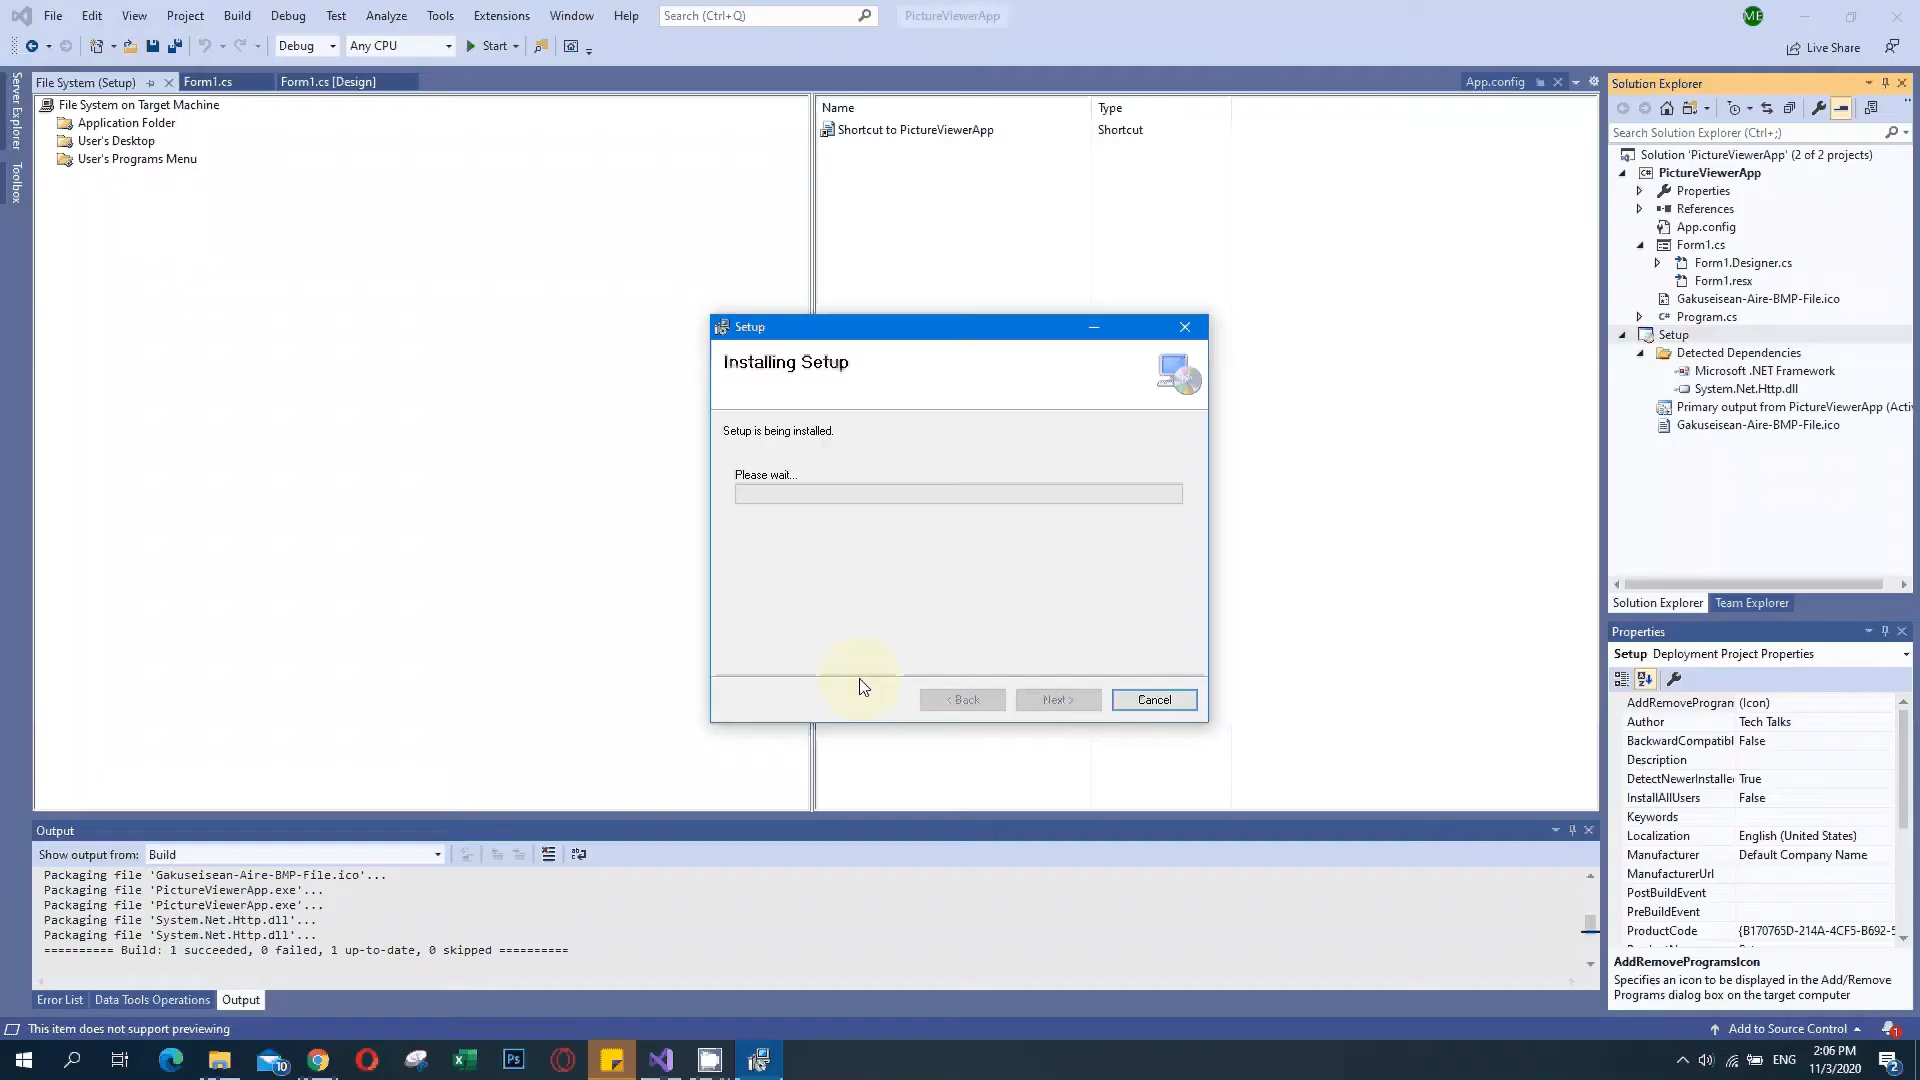 File Edit View Project Build Debug Test Analyze Tools Extensions Window Help Search (Ctrl+Q) PictureViewerApp ME
Debug Any CPU Start Live Share
Server Explorer
Toolbox
File System (Setup) Form1.cs Form1.cs [Design] App.config
File System on Target Machine
Application Folder
User's Desktop
User's Programs Menu
Name Type
Shortcut to PictureViewerApp Shortcut
Setup
Installing Setup
Setup is being installed.
Please wait...
< Back Next > Cancel
Solution Explorer
Search Solution Explorer (Ctrl+;)
Solution 'PictureViewerApp' (2 of 2 projects)
C# PictureViewerApp
Properties
References
App.config
Form1.cs
Form1.Designer.cs
Form1.resx
Gakuseisean-Aire-BMP-File.ico
C# Program.cs
Setup
Detected Dependencies
Microsoft .NET Framework
System.Net.Http.dll
Primary output from PictureViewerApp (Acti
Gakuseisean-Aire-BMP-File.ico
Solution Explorer Team Explorer
Properties
Setup Deployment Project Properties
AddRemoveProgram (Icon)
Author Tech Talks
BackwardCompatibl False
Description
DetectNewerInstalle True
InstallAllUsers False
Keywords
Localization English (United States)
Manufacturer Default Company Name
ManufacturerUrl
PostBuildEvent
PreBuildEvent
ProductCode {B170765D-214A-4CF5-B692-5
AddRemoveProgramsIcon
Specifies an icon to be displayed in the Add/Remove
Programs dialog box on the target computer
Output
Show output from: Build
Packaging file 'Gakuseisean-Aire-BMP-File.ico'...
Packaging file 'PictureViewerApp.exe'...
Packaging file 'PictureViewerApp.exe'...
Packaging file 'System.Net.Http.dll'...
Packaging file 'System.Net.Http.dll'...
========== Build: 1 succeeded, 0 failed, 1 up-to-date, 0 skipped ==========
Error List Data Tools Operations Output
This item does not support previewing Add to Source Control 1
10 Ps ENG 2:06 PM
11/3/2020 2